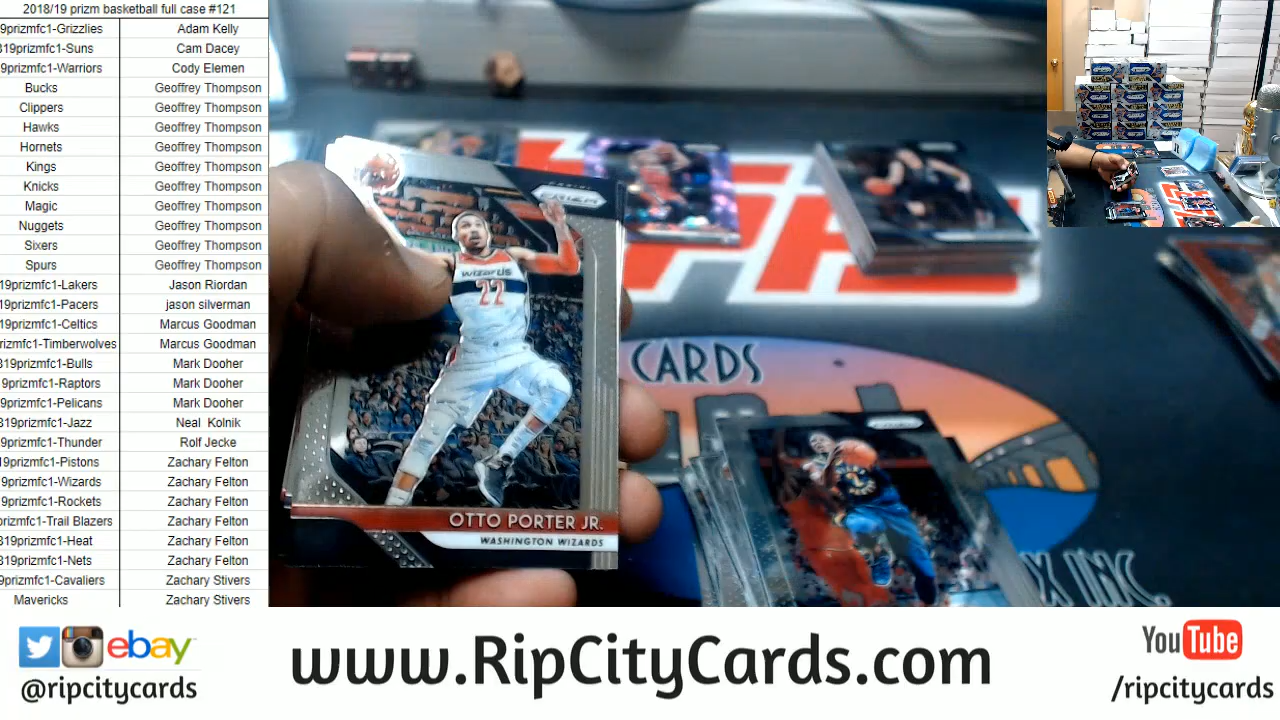 2018/19 prizm basketball full case #121
9prizmfc1-Grizzlies Adam Kelly
19prizmfc1-Suns Cam Dacey
9prizmfc1-Warriors Cody Elemen
Bucks Geoffrey Thompson
Clippers Geoffrey Thompson
Hawks Geoffrey Thompson
Hornets Geoffrey Thompson
Kings Geoffrey Thompson
Knicks Geoffrey Thompson
Magic Geoffrey Thompson
Nuggets Geoffrey Thompson
Sixers Geoffrey Thompson
Spurs Geoffrey Thompson
19prizmfc1-Lakers Jason Riordan
19prizmfc1-Pacers jason silverman
19prizmfc1-Celtics Marcus Goodman
rizmfc1-Timberwolves Marcus Goodman
319prizmfc1-Bulls Mark Dooher
9prizmfc1-Raptors Mark Dooher
9prizmfc1-Pelicans Mark Dooher
319prizmfc1-Jazz Neal Kolnik
19prizmfc1-Thunder Rolf Jecke
19prizmfc1-Pistons Zachary Felton
9prizmfc1-Wizards Zachary Felton
9prizmfc1-Rockets Zachary Felton
orizmfc1-Trail Blazers Zachary Felton
319prizmfc1-Heat Zachary Felton
319prizmfc1-Nets Zachary Felton
9prizmfc1-Cavaliers Zachary Stivers
Mavericks Zachary Stivers
PANINI
PRIZM
WIZARDS
22
OTTO PORTER JR.
WASHINGTON WIZARDS
CARDS
INC.
ebay
@ripcitycards
www.RipCityCards.com
YouTube
/ripcitycards